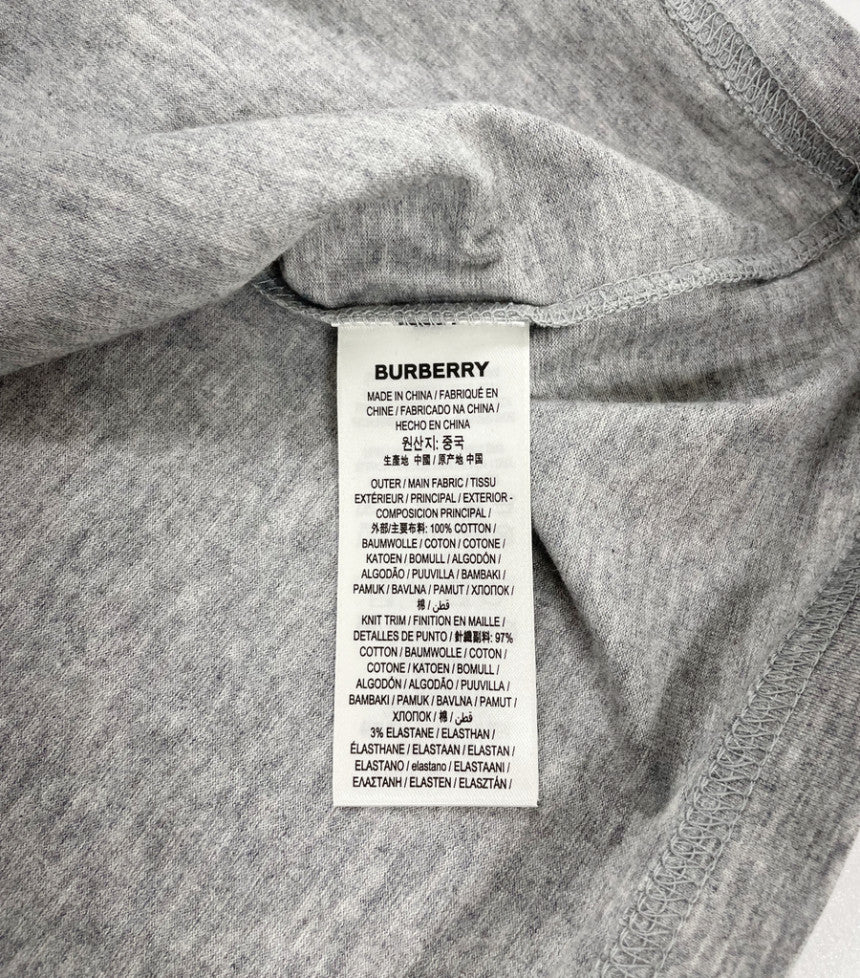 BURBERRY
MADE IN CHINA / FABRIQUÉ EN
CHINE / FABRICADO NA CHINA /
HECHO EN CHINA
원산지: 중국
生產地 中國 / 原产地 中国
OUTER / MAIN FABRIC / TISSU
EXTÉRIEUR / PRINCIPAL / EXTERIOR -
COMPOSICION PRINCIPAL /
外部/主要布料: 100% COTTON /
BAUMWOLLE / COTON / COTONE /
KATOEN / BOMULL / ALGODÓN /
ALGODÃO / PUUVILLA / BAMBAKI /
PAMUK / BAVLNA / PAMUT / ХЛОПОК /
棉 / قطن /
KNIT TRIM / FINITION EN MAILLE /
DETALLES DE PUNTO / 針織副料: 97%
COTTON / BAUMWOLLE / COTON /
COTONE / KATOEN / BOMULL /
ALGODÓN / ALGODÃO / PUUVILLA /
BAMBAKI / PAMUK / BAVLNA / PAMUT /
ХЛОПОК / 棉 / قطن /
3% ELASTANE / ELASTHAN /
ÉLASTHANE / ELASTAAN / ELASTAN /
ELASTANO / elastano / ELASTAANI /
ΕΛΑΣΤΑΝΗ / ELASTEN / ELASZTÁN /